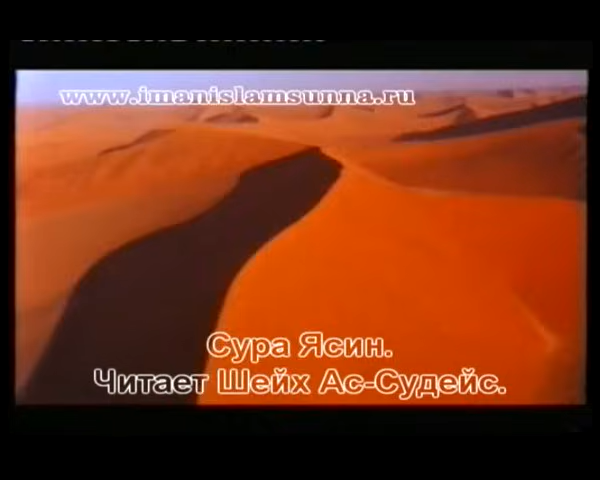 www.imanislamsunna.ru
Сура Ясин.
Читает Шейх Ас-Судейс.